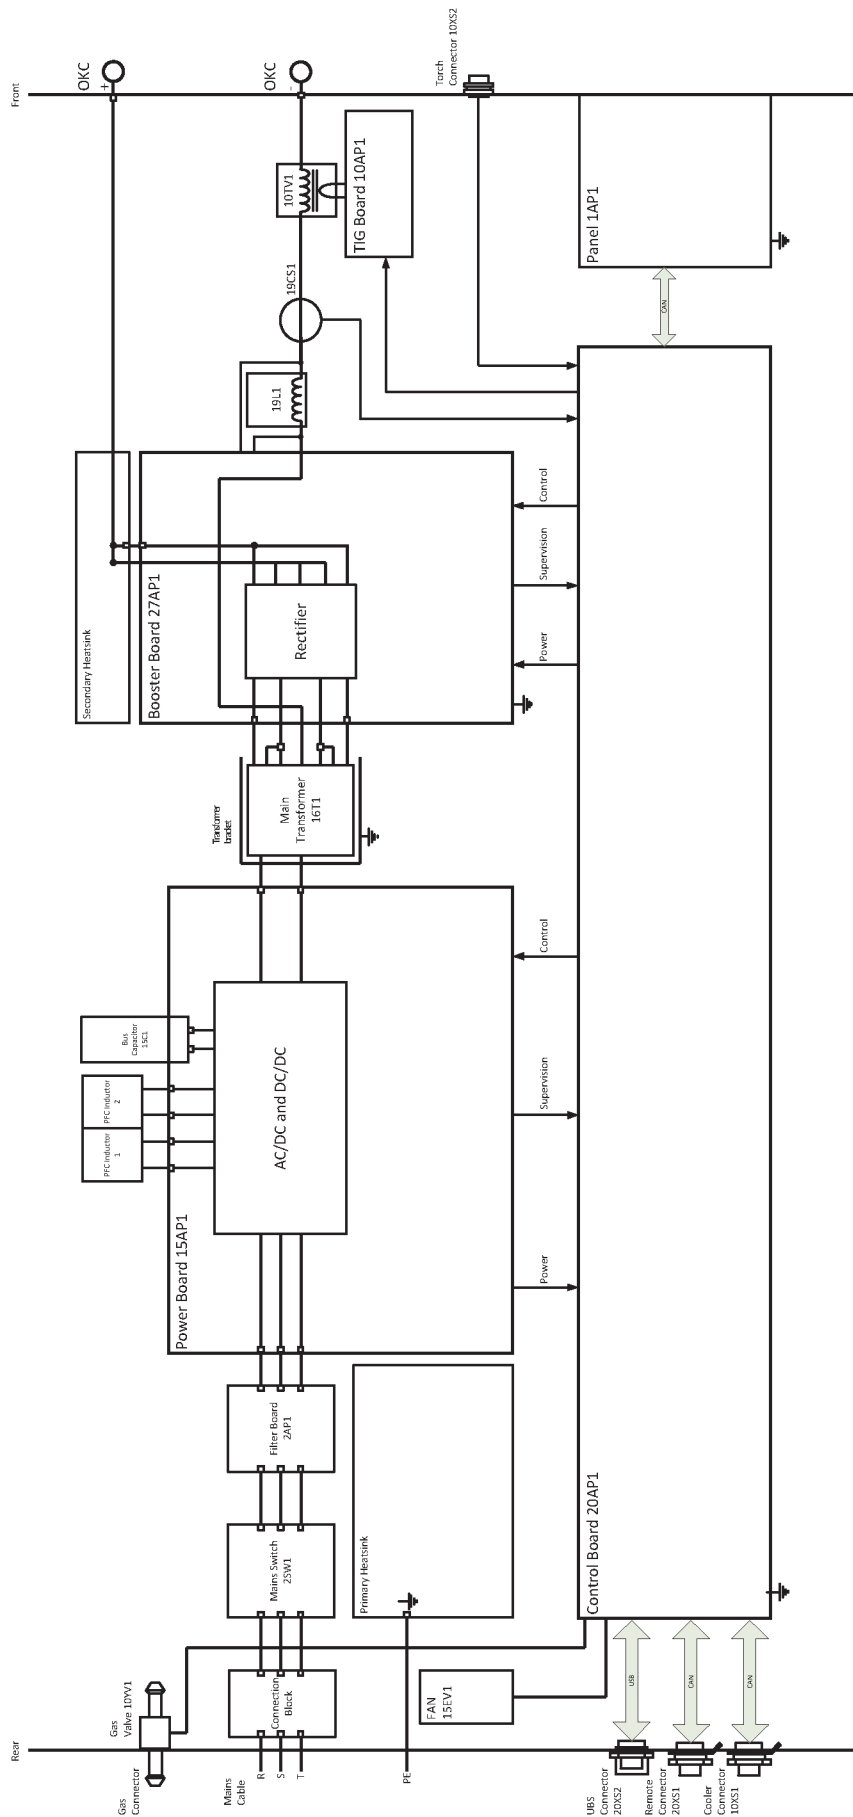 Front
OKC
+
OKC
-
Torch
Connector 10XS2
10TV1
TIG Board 10AP1
Panel 1AP1
19CS1
CAN
19L1
Secondary Heatsink
Booster Board 27AP1
Rectifier
Control
Supervision
Power
Transformer
bracket
Main
Transformer
16T1
Bus
Capacitor
15C1
PFC Inductor
2
PFC Inductor
1
Power Board 15AP1
AC/DC and DC/DC
Control
Supervision
Power
Filter Board
2AP1
Mains Switch
2SW1
Primary Heatsink
Control Board 20AP1
Connection
Block
FAN
15EV1
Gas
Valve 10YV1
USB
CAN
CAN
Rear
Gas
Connector
Mains
Cable
R
S
T
PE
UBS
Connector
20XS2
Remote
Connector
20XS1
Cooler
Connector
10XS1